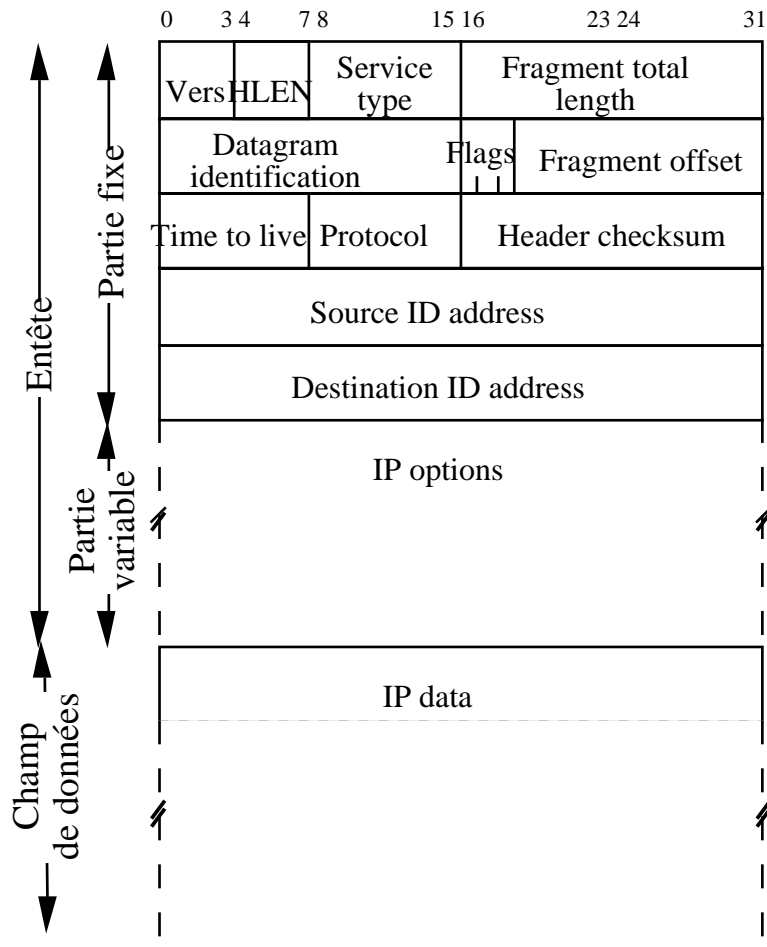 0 3 4 7 8 15 16 23 24 31
Vers HLEN Service type Fragment total length
Datagram identification Flags Fragment offset
Time to live Protocol Header checksum
Source ID address
Destination ID address
IP options
IP data
Entête
Partie fixe
Partie
variable
Champ
de données